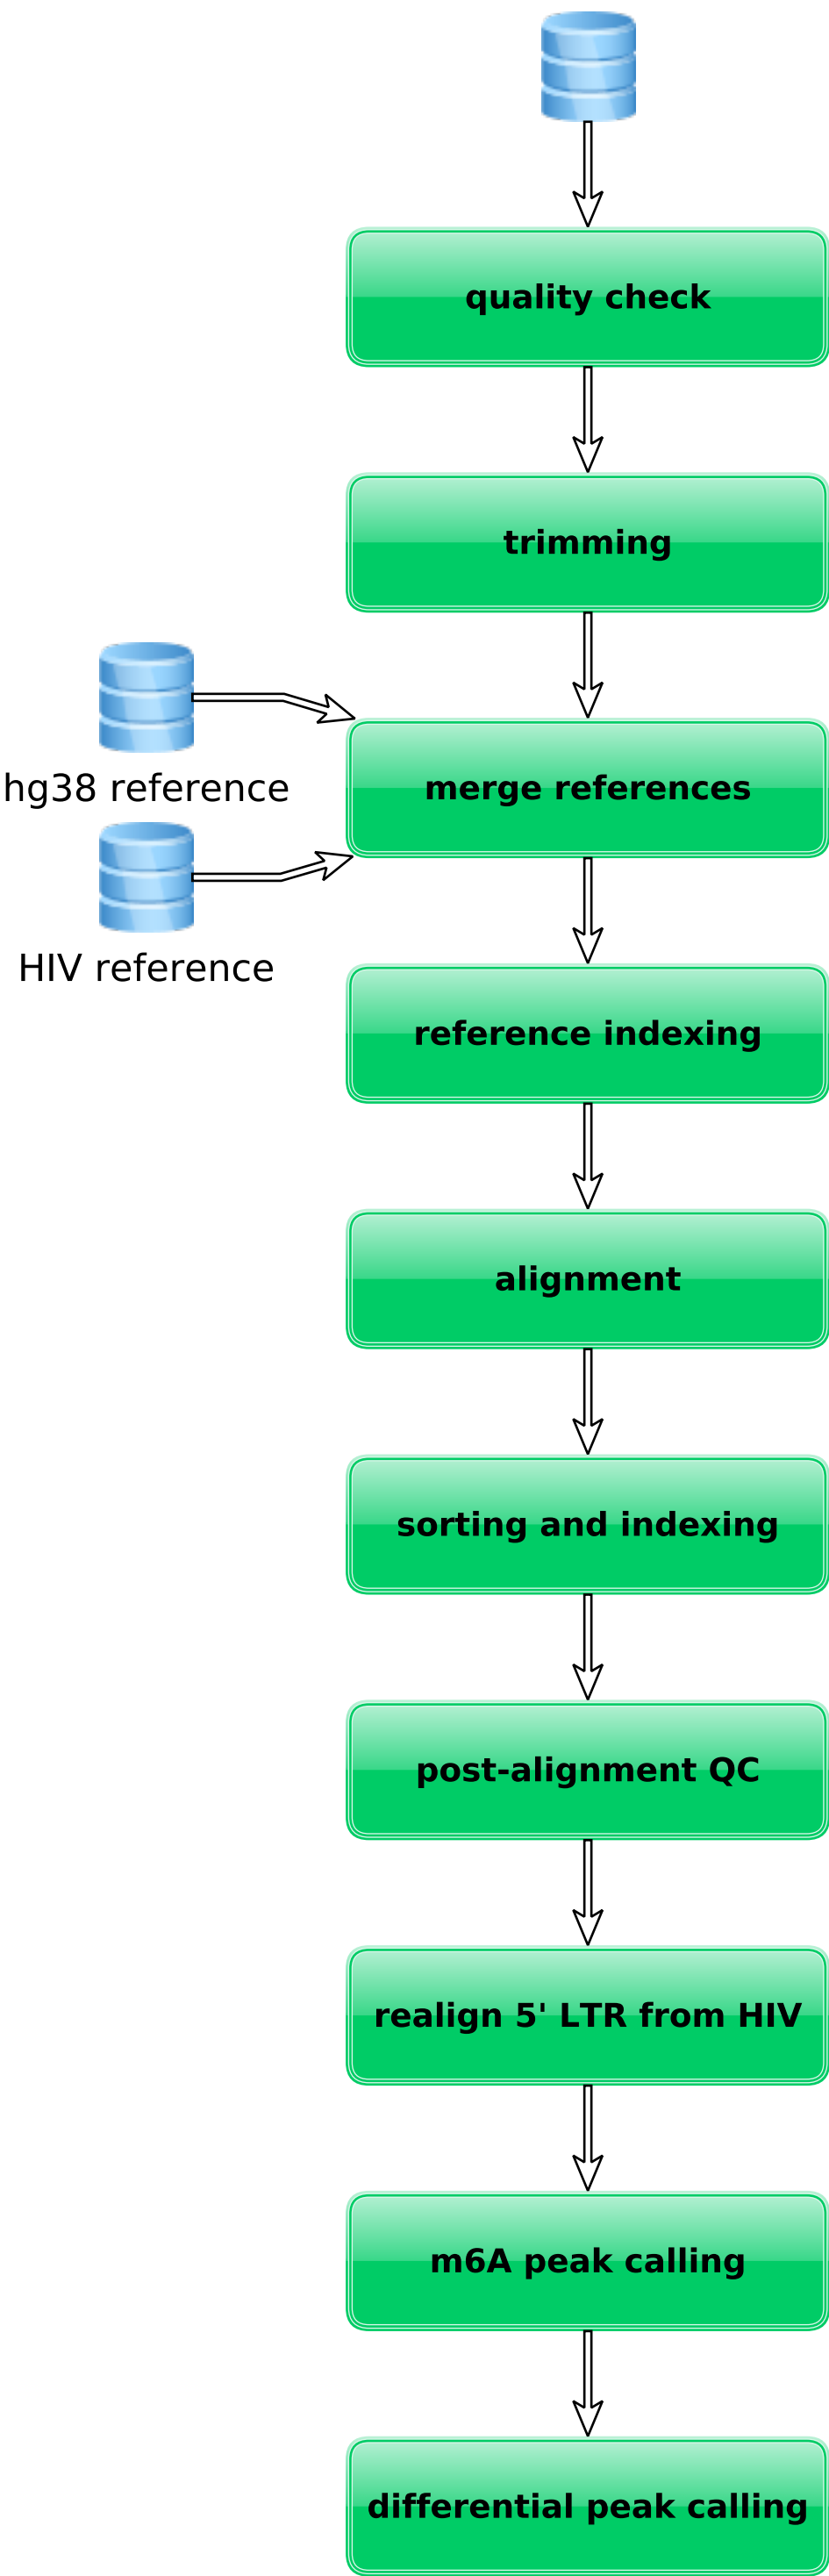 quality check
trimming
hg38 reference
merge references
HIV reference
reference indexing
alignment
sorting and indexing
post-alignment QC
realign 5' LTR from HIV
m6A peak calling
differential peak calling